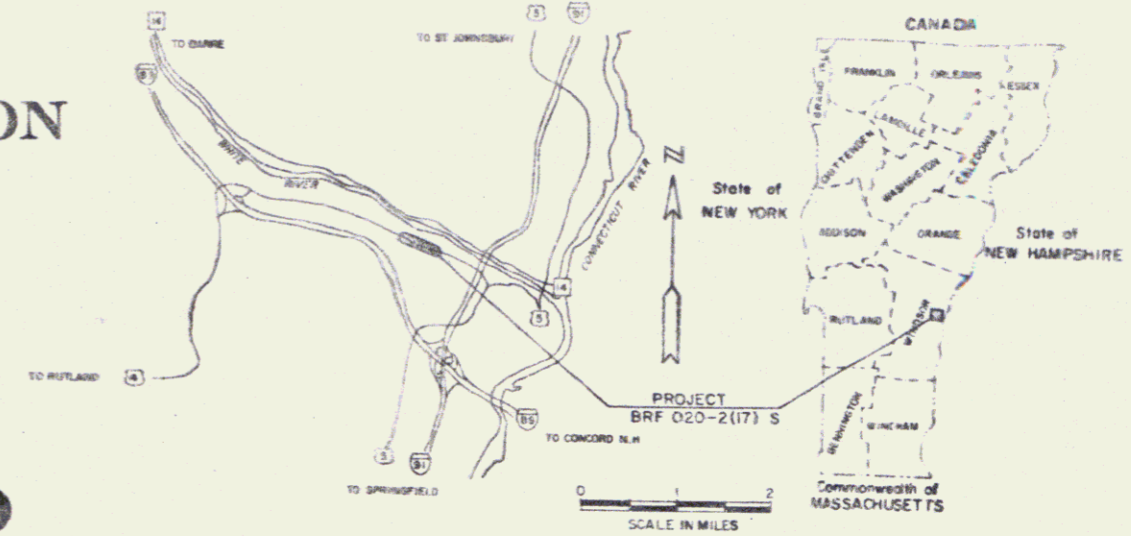 ON
14
TO BARRE
89
TO ST JOHNSBURY
5
91
WHITE
RIVER
CONNECTICUT RIVER
N
14
5
TO RUTLAND
4
89
TO CONCORD N.H
5
91
TO SPRINGFIELD
PROJECT
BRF 020-2(17) S
0 1 2
SCALE IN MILES
CANADA
GRAND ISLE
FRANKLIN
ORLEANS
ESSEX
LAMOILLE
CHITTENDEN
WASHINGTON
CALEDONIA
State of
NEW YORK
ADDISON
ORANGE
State of
NEW HAMPSHIRE
RUTLAND
WINDSOR
BENNINGTON
WINDHAM
Commonwealth of
MASSACHUSETTS